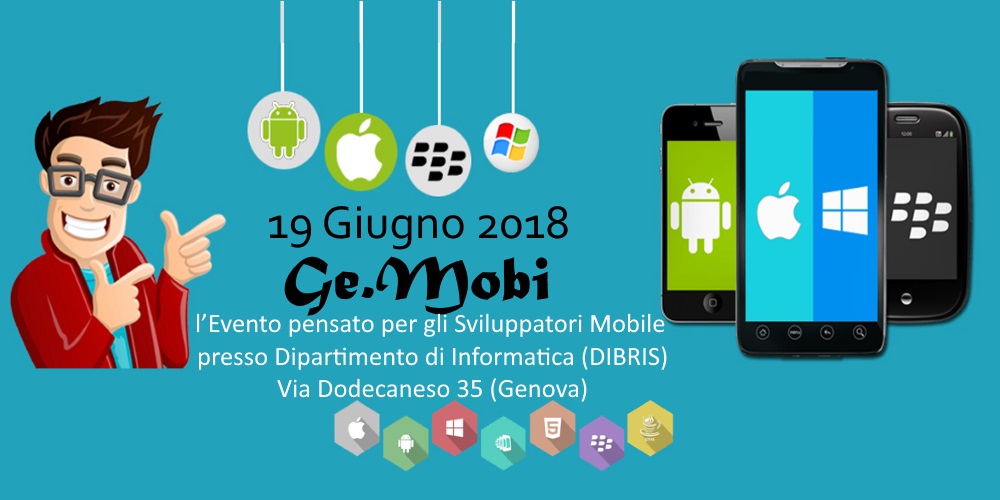 19 Giugno 2018
Ge.Mobi
l'Evento pensato per gli Sviluppatori Mobile
presso Dipartimento di Informatica (DIBRIS)
Via Dodecaneso 35 (Genova)